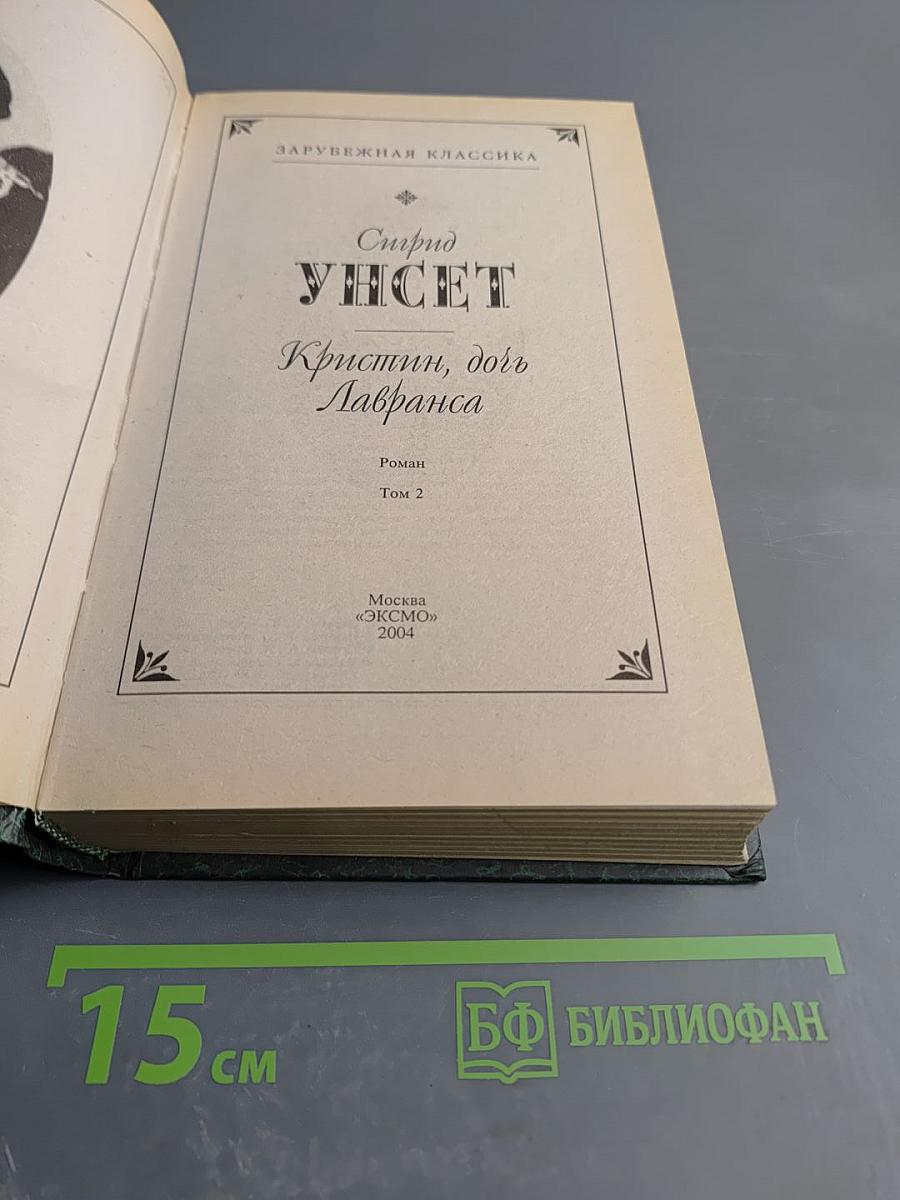 ЗАРУБЕЖНАЯ КЛАССИКА
Сигрид
УНСЕТ
Кристин, дочь
Лавранса
Роман
Том 2
Москва
«ЭКСМО»
2004
15 см
БФ БИБЛИОФАН